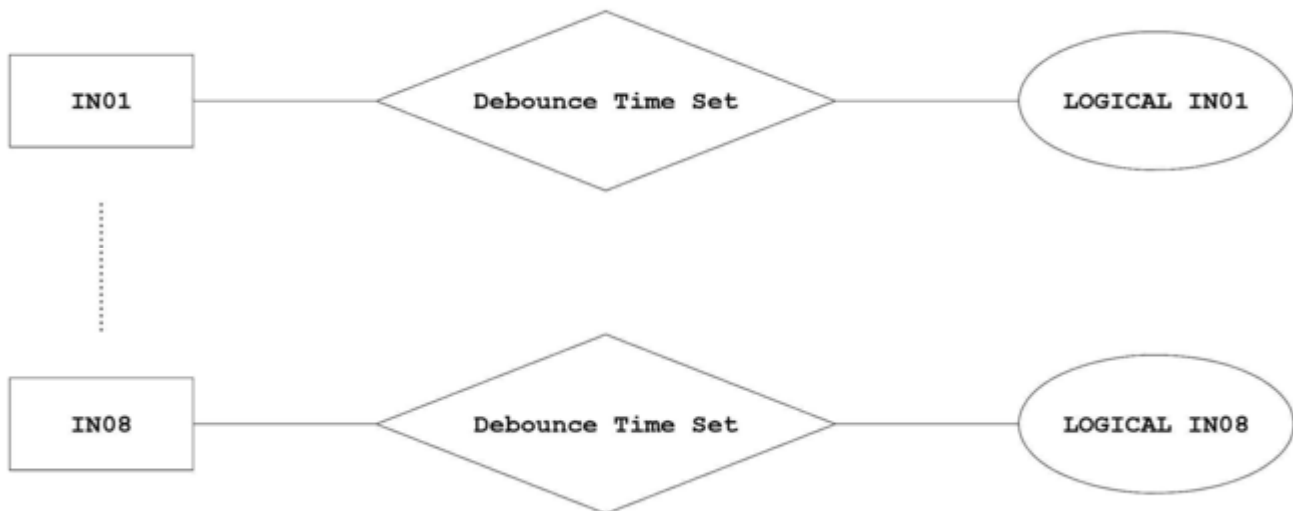 IN01
Debounce Time Set
LOGICAL IN01
IN08
Debounce Time Set
LOGICAL IN08